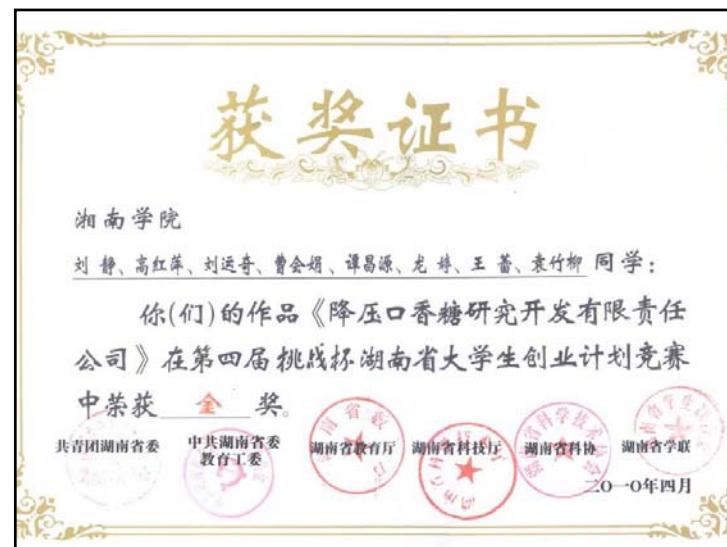 获奖证书
湘南学院
刘静、高红萍、刘运奇、曹会娟、谭昌源、龙婷、王蕾、袁竹柳 同学：
你(们)的作品《降压口香糖研究开发有限责任
公司》在第四届挑战杯湖南省大学生创业计划竞赛
中荣获 金 奖。
共青团湖南省委 中共湖南省委教育工委 湖南省教育厅 湖南省科技厅 湖南省科协 湖南省学联
二〇一〇年四月